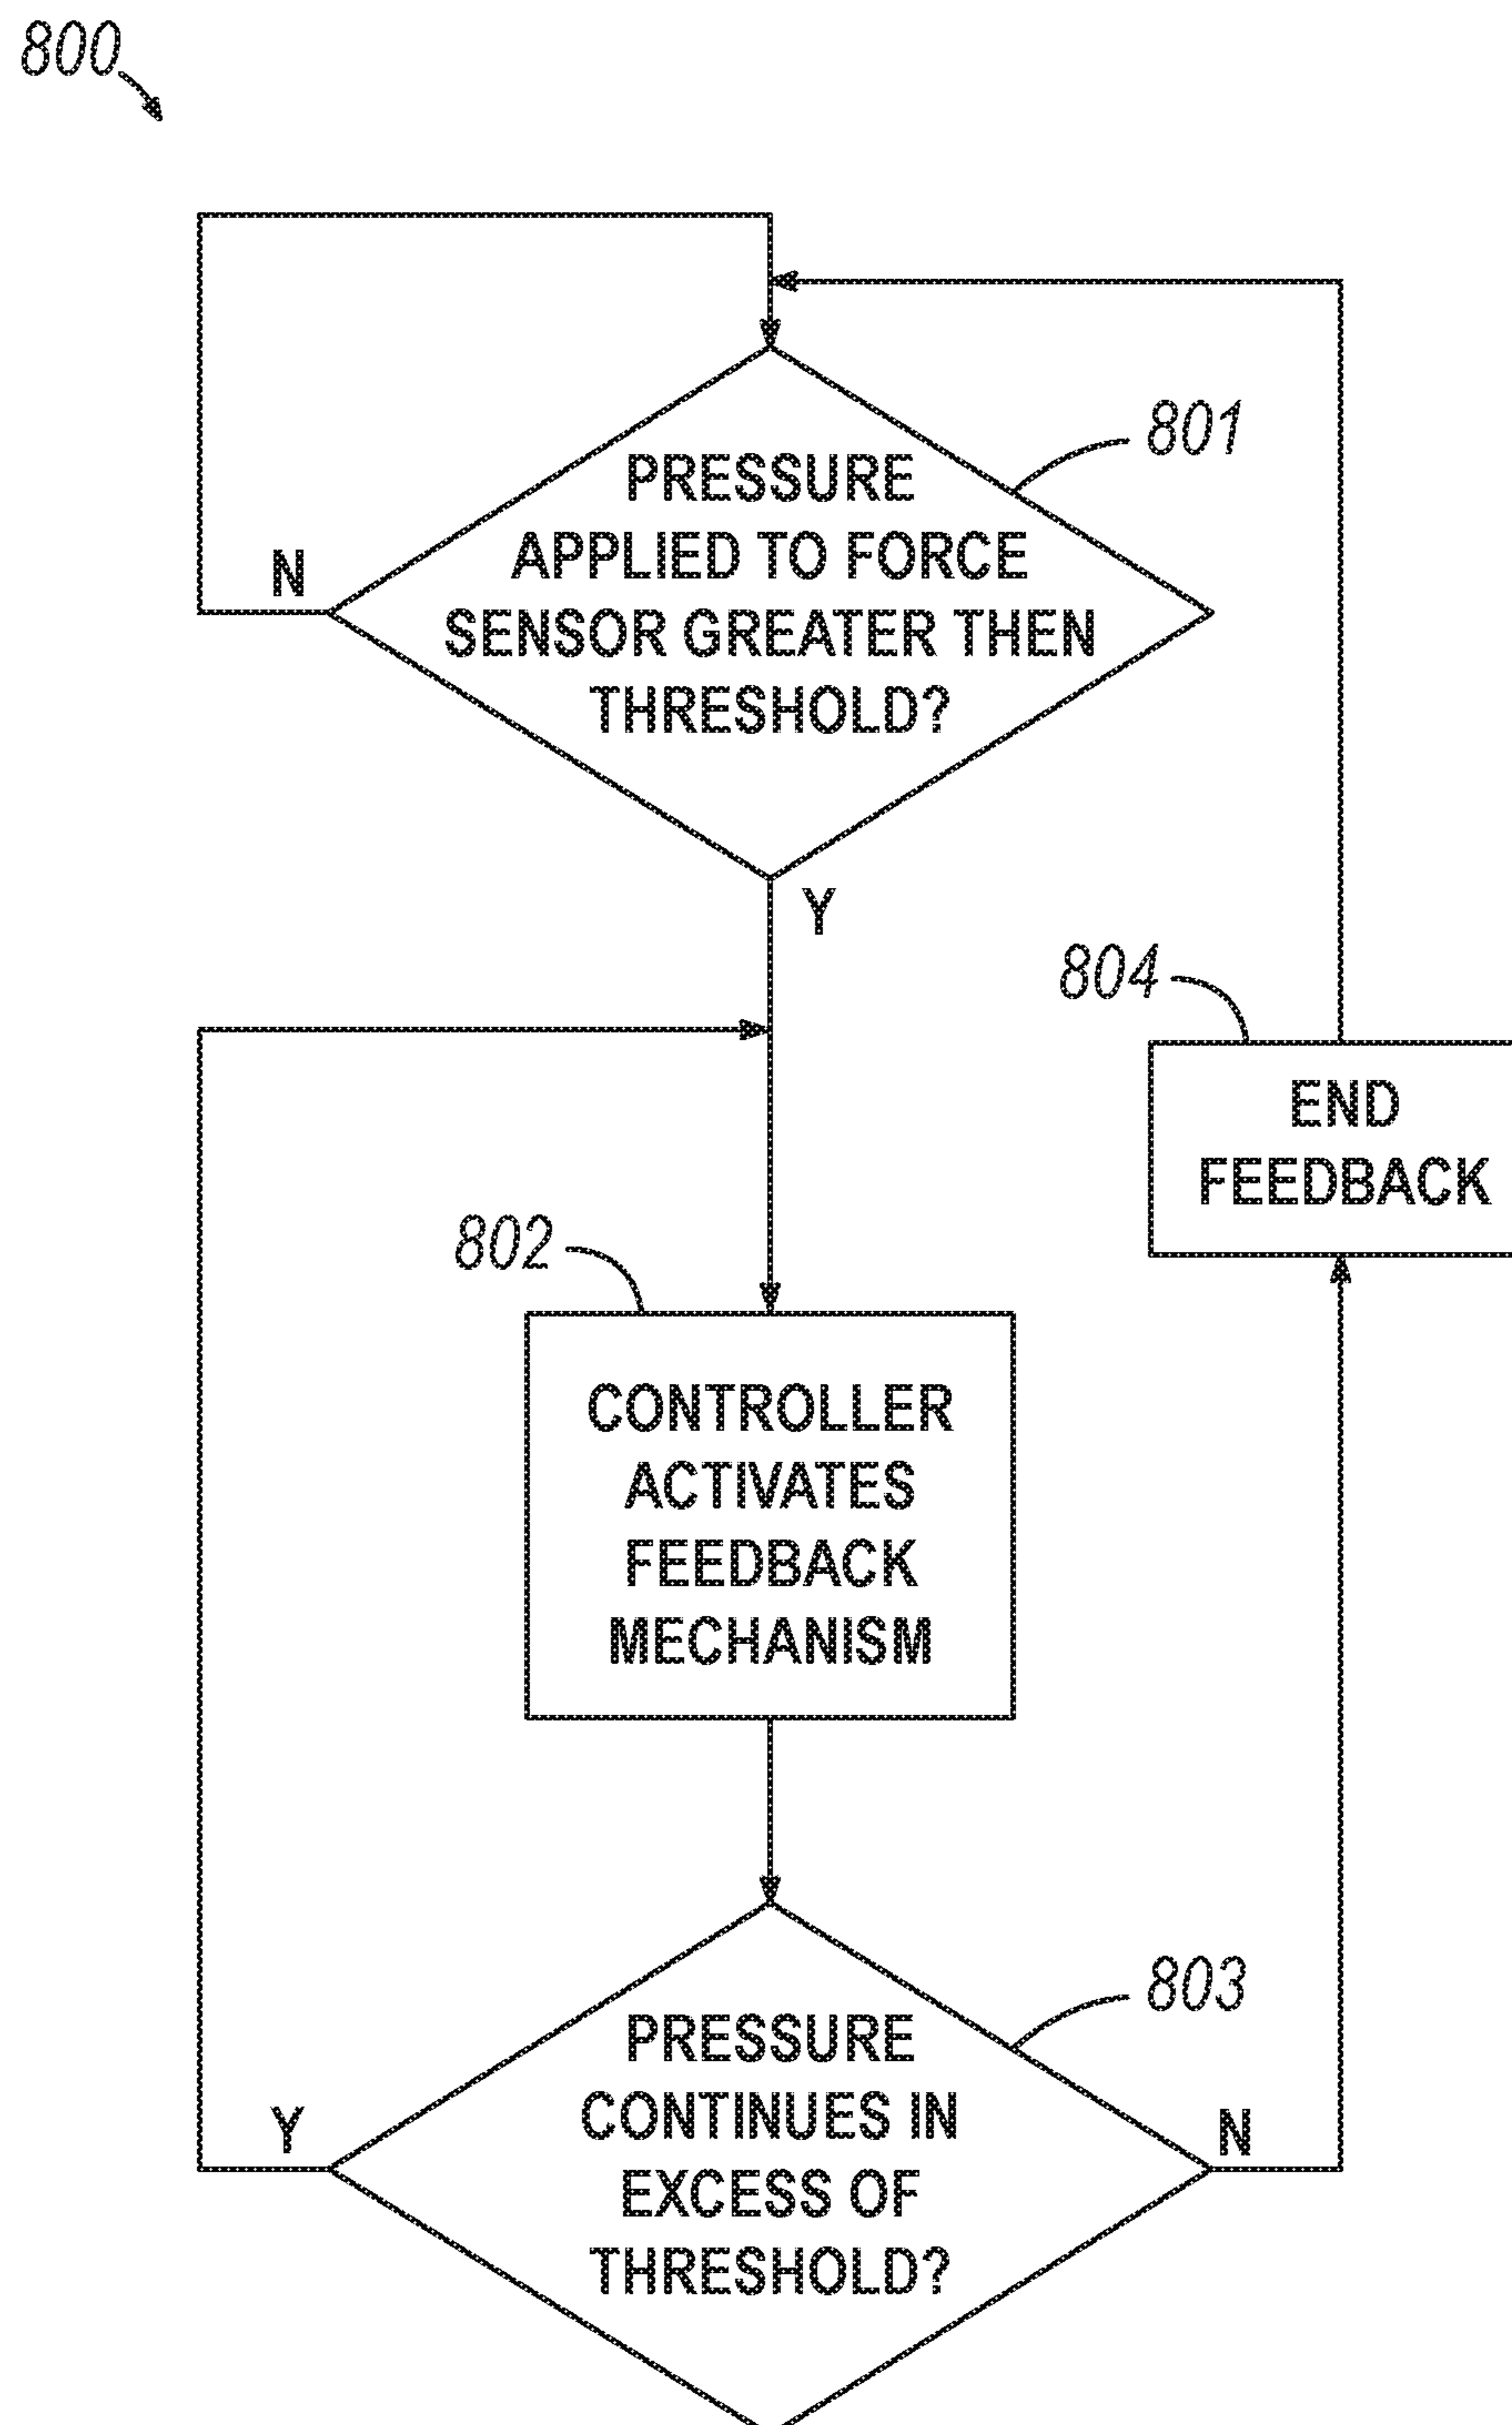 800
801
PRESSURE
APPLIED TO FORCE
SENSOR GREATER THEN
THRESHOLD?
N
Y
804
END
FEEDBACK
802
CONTROLLER
ACTIVATES
FEEDBACK
MECHANISM
803
PRESSURE
CONTINUES IN
EXCESS OF
THRESHOLD?
Y
N